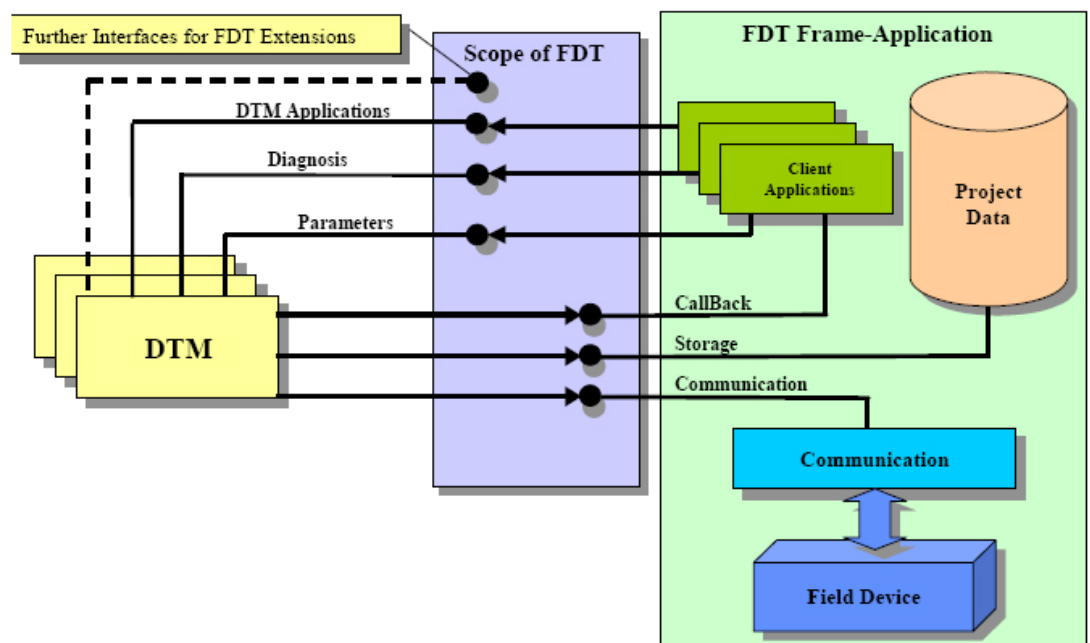 Further Interfaces for FDT Extensions
Scope of FDT
FDT Frame-Application
DTM Applications
Diagnosis
Parameters
Client
Applications
Project
Data
DTM
CallBack
Storage
Communication
Communication
Field Device